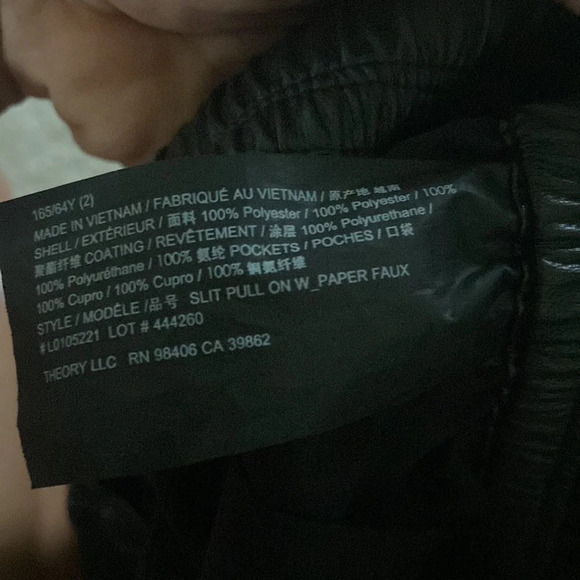 165/64Y (2)
MADE IN VIETNAM / FABRIQUÉ AU VIETNAM / 原产地 越南
SHELL / EXTÉRIEUR / 面料 100% Polyester / 100% Polyester / 100%
聚酯纤维 COATING / REVÊTEMENT / 涂层 100% Polyurethane /
100% Polyuréthane / 100% 氨纶 POCKETS / POCHES / 口袋
100% Cupro / 100% Cupro / 100% 铜氨纤维
STYLE / MODÈLE /品号 SLIT PULL ON W_PAPER FAUX
#L0105221 LOT # 444260
THEORY LLC RN 98406 CA 39862